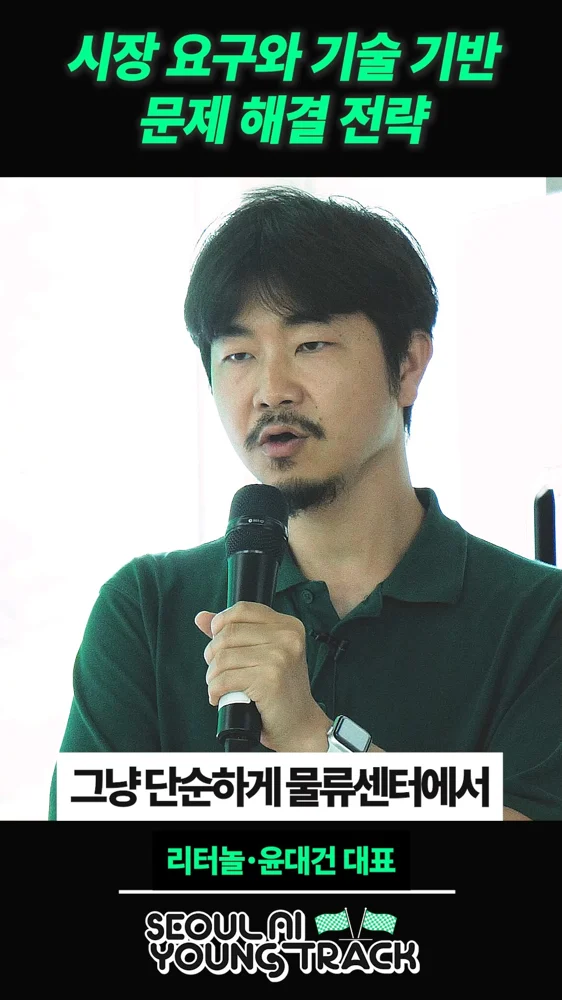 시장 요구와 기술 기반
문제 해결 전략
그냥 단순하게 물류센터에서
리터놀·윤대건 대표
SEOUL AI
YOUNG TRACK